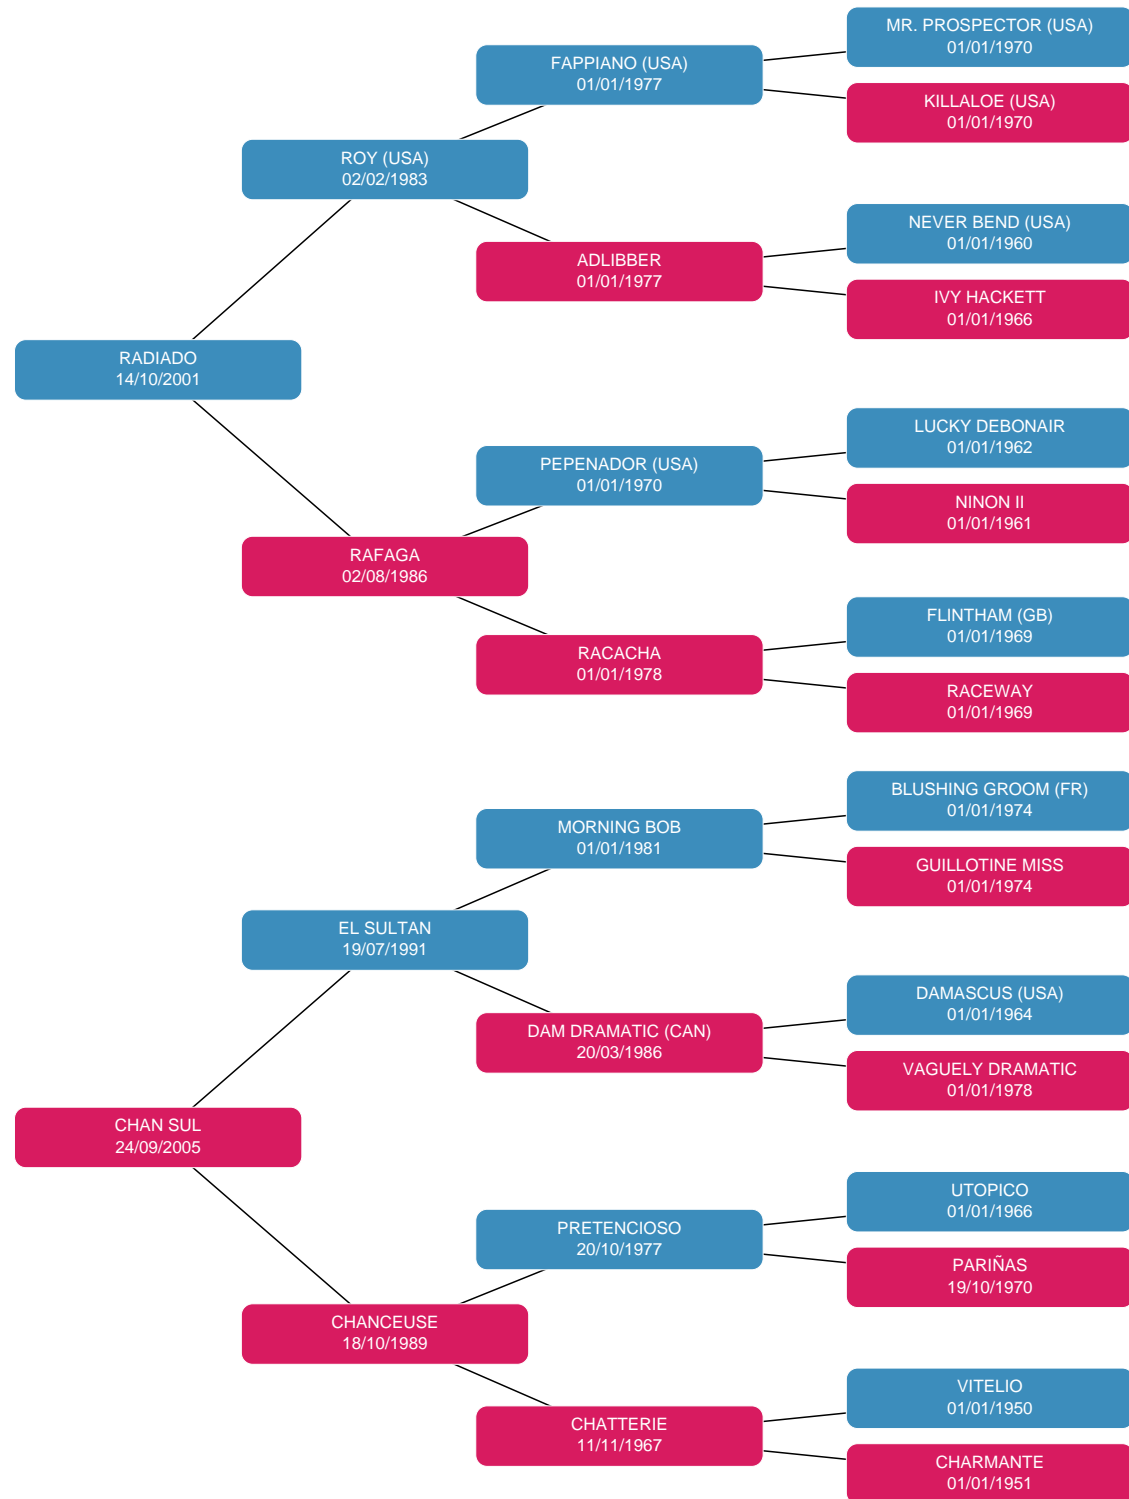 MR. PROSPECTOR (USA)
01/01/1970
FAPPIANO (USA)
01/01/1977
KILLALOE (USA)
01/01/1970
ROY (USA)
02/02/1983
NEVER BEND (USA)
01/01/1960
ADLIBBER
01/01/1977
IVY HACKETT
01/01/1966
RADIADO
14/10/2001
LUCKY DEBONAIR
01/01/1962
PEPENADOR (USA)
01/01/1970
NINON II
01/01/1961
RAFAGA
02/08/1986
FLINTHAM (GB)
01/01/1969
RACACHA
01/01/1978
RACEWAY
01/01/1969
BLUSHING GROOM (FR)
01/01/1974
MORNING BOB
01/01/1981
GUILLOTINE MISS
01/01/1974
EL SULTAN
19/07/1991
DAMASCUS (USA)
01/01/1964
DAM DRAMATIC (CAN)
20/03/1986
VAGUELY DRAMATIC
01/01/1978
CHAN SUL
24/09/2005
UTOPICO
01/01/1966
PRETENCIOSO
20/10/1977
PARIÑAS
19/10/1970
CHANCEUSE
18/10/1989
VITELIO
01/01/1950
CHATTERIE
11/11/1967
CHARMANTE
01/01/1951